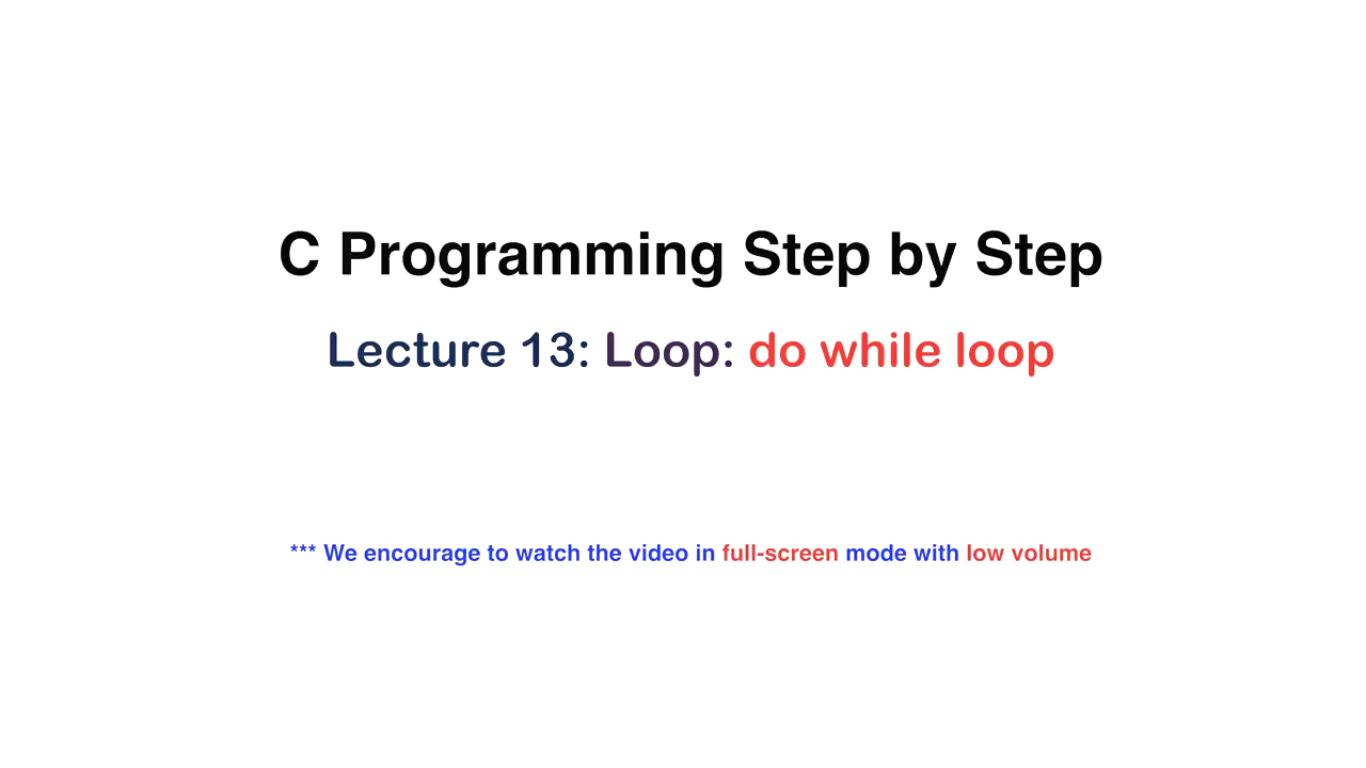 C Programming Step by Step
Lecture 13: Loop: do while loop
*** We encourage to watch the video in full-screen mode with low volume